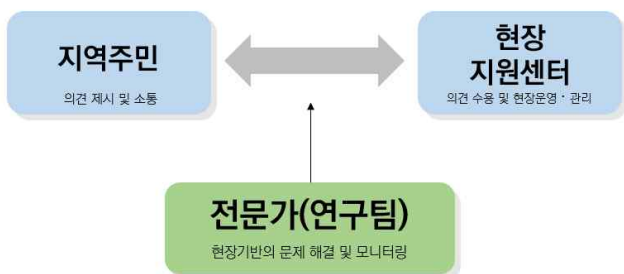 지역주민
의견 제시 및 소통
현장
지원센터
의견 수용 및 현장운영・관리
전문가(연구팀)
현장기반의 문제 해결 및 모니터링